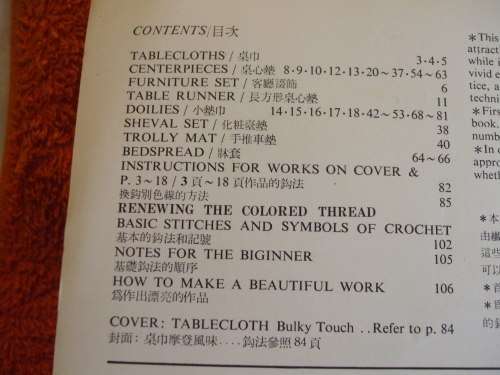 CONTENTS/目次
TABLECLOTHS / 桌巾 3·4·5
CENTERPIECES / 桌心墊 8·9·10·12·13·20~37·54~63
FURNITURE SET / 客廳 6
TABLE RUNNER / 長方形桌心墊 11
DOILIES / 小墊巾 14·15·16·17·18·42~53·68~81
SHEVAL SET / 化粧臺墊 38
TROLLY MAT / 手推車墊 40
BEDSPREAD / 牀套 64~66
INSTRUCTIONS FOR WORKS ON COVER &
P. 3~18 / 3頁~18頁作品的鈎法 82
換鈎別色線的方法 85
RENEWING THE COLORED THREAD
BASIC STITCHES AND SYMBOLS OF CROCHET
基本的鈎法和記號 102
NOTES FOR THE BIGINNER 105
基礎鈎法的順序
HOW TO MAKE A BEAUTIFUL WORK 106
爲作出漂亮的作品
COVER: TABLECLOTH Bulky Touch ..Refer to p. 84
封面: 桌巾摩登風味....鈎法參照84頁
*This
attract
while i
vivid c
tice, a
techni
*Firs
book.
numb
*In c
appro
wheth
*本
由
這些
可以
*首
*
的